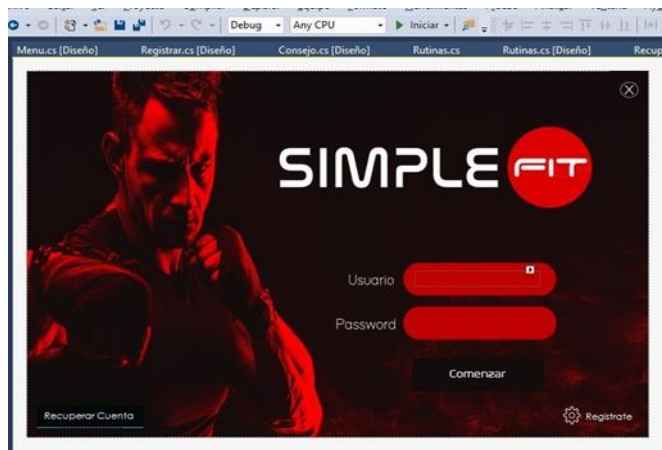 Debug Any CPU Iniciar
Menu.cs [Diseño] Registrar.cs [Diseño] Consejo.cs [Diseño] Rutinas.cs Rutinas.cs [Diseño] Recup
SIMPLE FIT
Usuario
Password
Comenzar
Recuperar Cuenta
Registrate